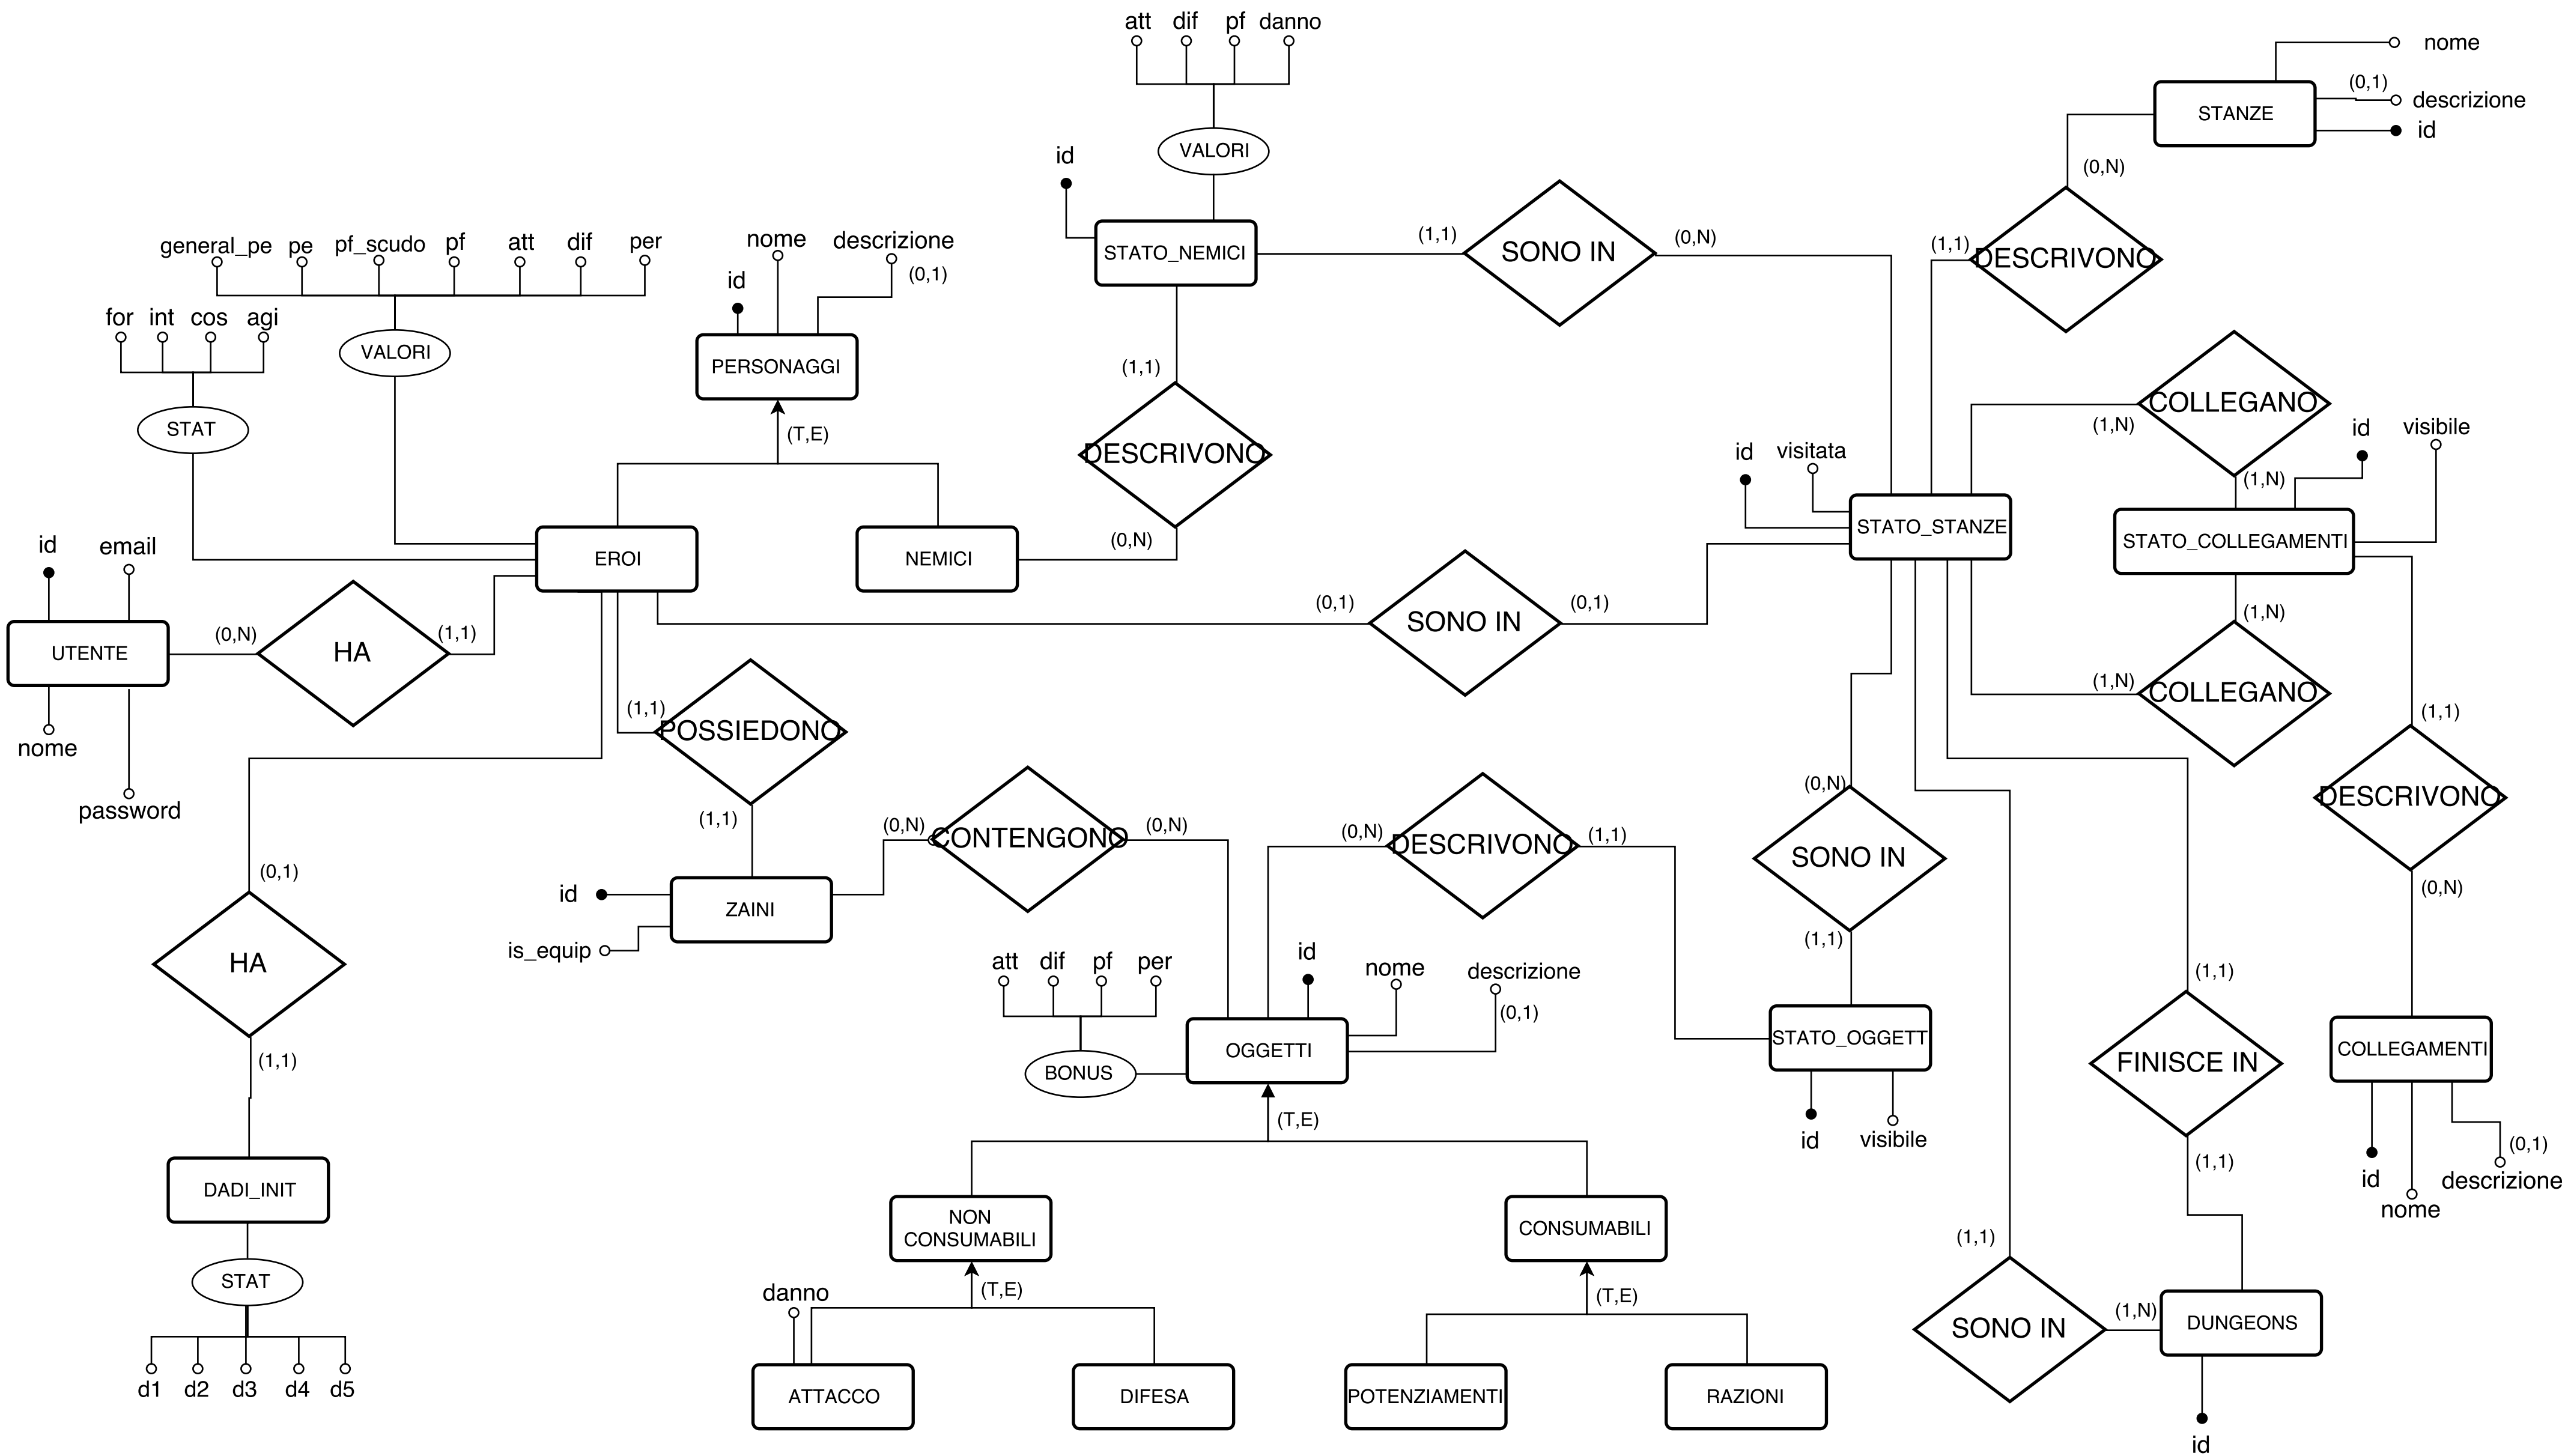 att dif pf danno
nome
(0,1)
descrizione
STANZE
id
VALORI
id
(0,N)
general_pe pe pf_scudo pf att dif per
nome descrizione
(0,1)
id
STATO_NEMICI
(1,1)
SONO IN
(0,N)
(1,1)
DESCRIVONO
for int cos agi
VALORI
PERSONAGGI
(1,1)
STAT
(T,E)
DESCRIVONO
COLLEGANO
(1,N)
id visibile
id visitata
(1,N)
EROI
NEMICI
(0,N)
STATO_STANZE
STATO_COLLEGAMENTI
id email
(0,1)
SONO IN
(0,1)
(1,N)
UTENTE
(0,N)
HA
(1,1)
nome
password
(1,1)
POSSIEDONO
(1,1)
(1,N)
COLLEGANO
(1,1)
DESCRIVONO
(0,N)
(0,N)
CONTENGONO
(0,N)
(0,N)
DESCRIVONO
(1,1)
(0,N)
SONO IN
(1,1)
(0,1)
id
ZAINI
is_equip
HA
(1,1)
att dif pf per
id
nome
descrizione
(0,1)
BONUS
OGGETTI
STATO_OGGETT
id visibile
(1,1)
FINISCE IN
(1,1)
COLLEGAMENTI
id
nome
(0,1)
descrizione
(T,E)
DADI_INIT
STAT
d1 d2 d3 d4 d5
NON
CONSUMABILI
CONSUMABILI
(T,E)
(T,E)
danno
ATTACCO
DIFESA
POTENZIAMENTI
RAZIONI
(1,1)
SONO IN
(1,N)
DUNGEONS
id